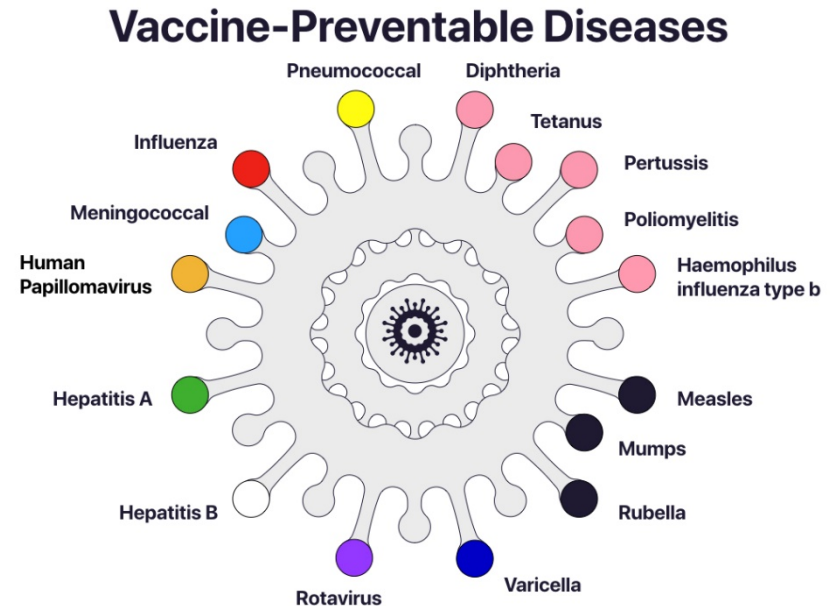 Vaccine-Preventable Diseases
Pneumococcal
Diphtheria
Tetanus
Influenza
Pertussis
Meningococcal
Poliomyelitis
Human
Papillomavirus
Haemophilus
influenza type b
Hepatitis A
Measles
Mumps
Hepatitis B
Rubella
Varicella
Rotavirus